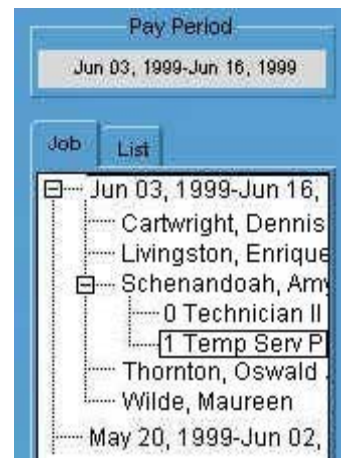 Pay Period
Jun 03, 1999-Jun 16, 1999
Job
List
Jun 03, 1999-Jun 16,
Cartwright, Dennis
Livingston, Enrique
Schenandoah, Amy
0 Technician II
1 Temp Serv P
Thornton, Oswald
Wilde, Maureen
May 20, 1999-Jun 02,